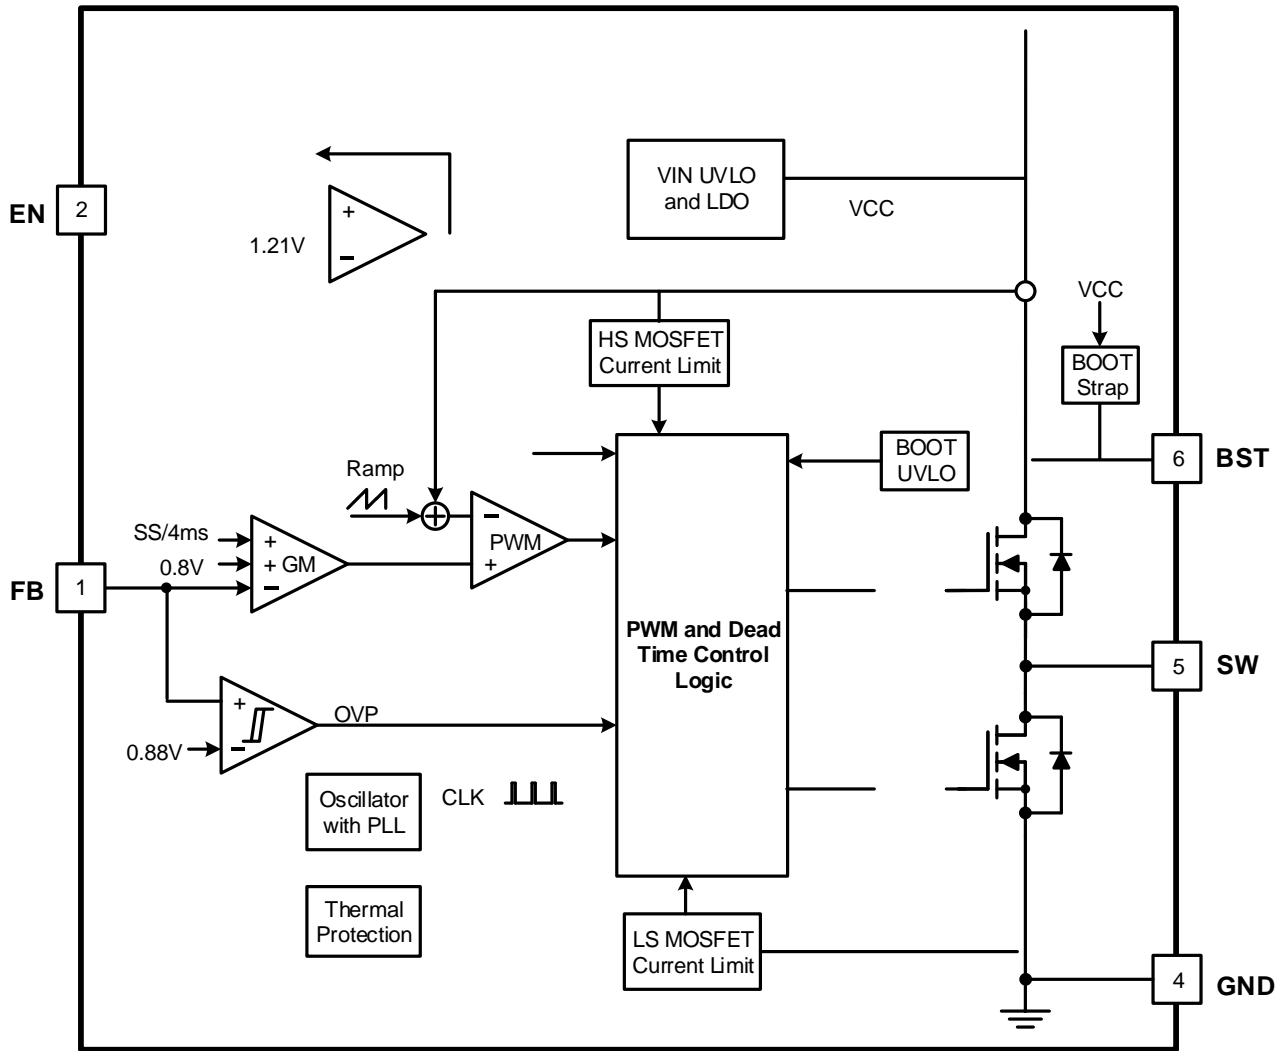 VIN UVLO
and LDO
VCC
EN
2
+
1.21V
−
VCC
HS MOSFET
Current Limit
BOOT
Strap
BOOT
UVLO
6
BST
Ramp
−
PWM
+
SS/4ms
+
0.8V
+
GM
−
FB
1
PWM and Dead
Time Control
Logic
5
SW
+
OVP
0.88V
−
Oscillator
with PLL
CLK
Thermal
Protection
LS MOSFET
Current Limit
4
GND